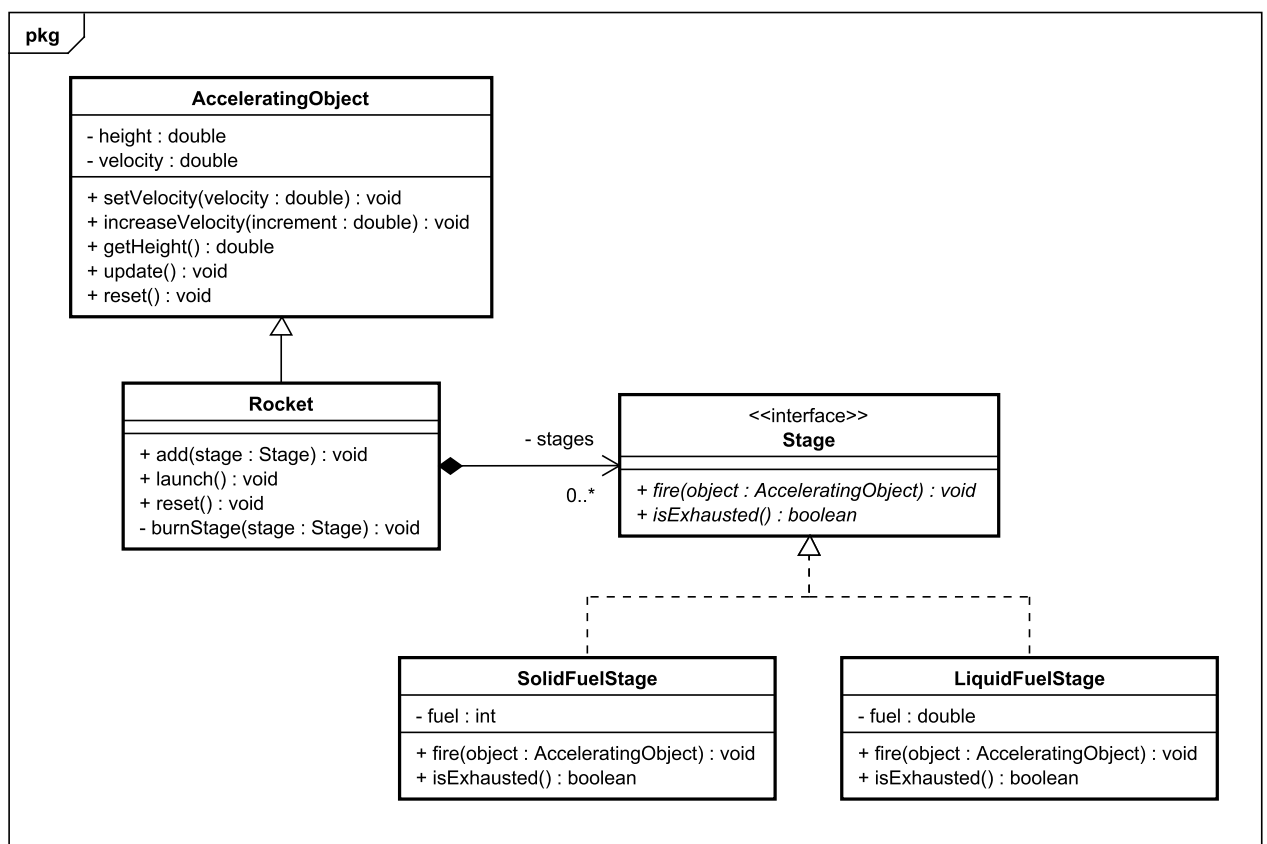 pkg
AcceleratingObject
- height : double
- velocity : double
+ setVelocity(velocity : double) : void
+ increaseVelocity(increment : double) : void
+ getHeight() : double
+ update() : void
+ reset() : void
Rocket
+ add(stage : Stage) : void
+ launch() : void
+ reset() : void
- burnStage(stage : Stage) : void
- stages
0..*
<<interface>>
Stage
+ fire(object : AcceleratingObject) : void
+ isExhausted() : boolean
SolidFuelStage
- fuel : int
+ fire(object : AcceleratingObject) : void
+ isExhausted() : boolean
LiquidFuelStage
- fuel : double
+ fire(object : AcceleratingObject) : void
+ isExhausted() : boolean